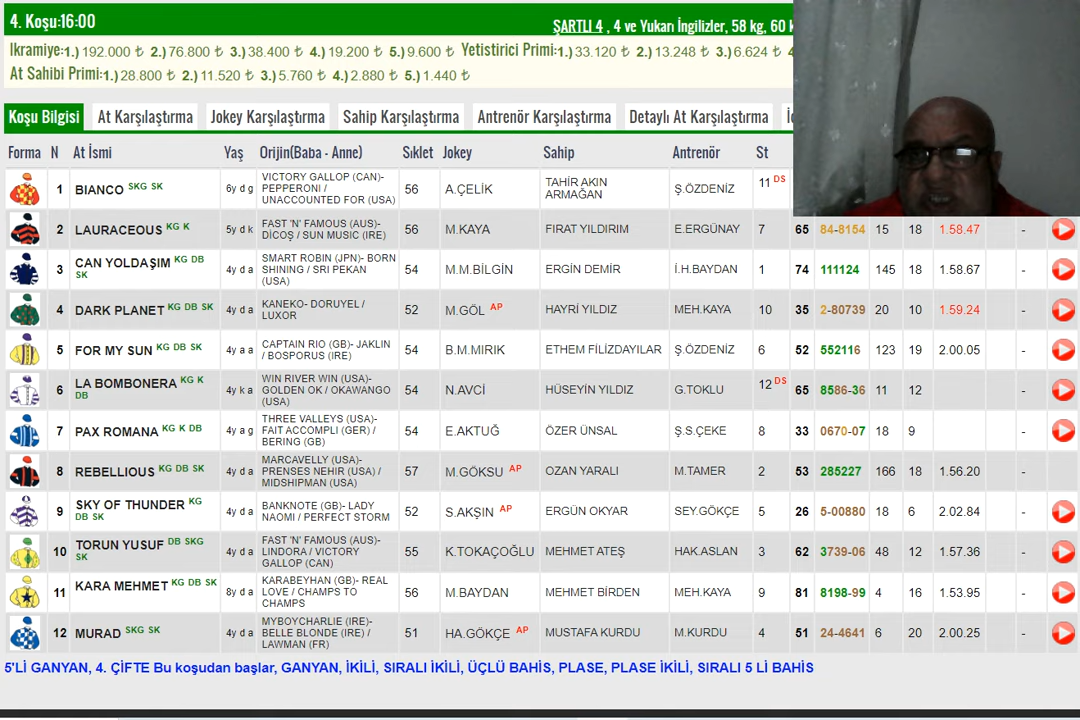 4. Koşu:16:00
ŞARTLI 4 , 4 ve Yukarı İngilizler, 58 kg, 60 k
Ikramiye:1.) 192.000 ₺ 2.) 76.800 ₺ 3.) 38.400 ₺ 4.) 19.200 ₺ 5.) 9.600 ₺ Yetistirici Primi:1.) 33.120 ₺ 2.) 13.248 ₺ 3.) 6.624 ₺ 4
At Sahibi Primi:1.) 28.800 ₺ 2.) 11.520 ₺ 3.) 5.760 ₺ 4.) 2.880 ₺ 5.) 1.440 ₺
Koşu Bilgisi At Karşılaştırma Jokey Karşılaştırma Sahip Karşılaştırma Antrenör Karşılaştırma Detaylı At Karşılaştırma
Forma N At İsmi Yaş Orijin(Baba - Anne) Sıklet Jokey Sahip Antrenör St
1 BIANCO SKG SK 6y d g VICTORY GALLOP (CAN)- PEPPERONI / UNACCOUNTED FOR (USA) 56 A.ÇELİK TAHİR AKIN ARMAĞAN Ş.ÖZDENİZ 11 DS
2 LAURACEOUS KG K 5y d k FAST 'N' FAMOUS (AUS)- DİCOŞ / SUN MUSIC (IRE) 56 M.KAYA FIRAT YILDIRIM E.ERGÜNAY 7 65 84-8154 15 18 1.58.47 -
3 CAN YOLDAŞIM KG DB SK 4y d a SMART ROBIN (JPN)- BORN SHINING / SRI PEKAN (USA) 54 M.M.BİLGİN ERGİN DEMİR İ.H.BAYDAN 1 74 111124 145 18 1.58.67 -
4 DARK PLANET KG DB SK 4y d a KANEKO- DORUYEL / LUXOR 52 M.GÖL AP HAYRİ YILDIZ MEH.KAYA 10 35 2-80739 20 10 1.59.24 -
5 FOR MY SUN KG DB SK 4y a a CAPTAIN RIO (GB)- JAKLIN / BOSPORUS (IRE) 54 B.M.MIRIK ETHEM FİLİZDAYILAR Ş.ÖZDENİZ 6 52 552116 123 19 2.00.05 -
6 LA BOMBONERA KG K DB 4y k a WIN RIVER WIN (USA)- GOLDEN OK / OKAWANGO (USA) 54 N.AVCİ HÜSEYİN YILDIZ G.TOKLU 12 DS 65 8586-36 11 12 -
7 PAX ROMANA KG K DB 4y a g THREE VALLEYS (USA)- FAIT ACCOMPLI (GER) / BERING (GB) 54 E.AKTUĞ ÖZER ÜNSAL Ş.S.ÇEKE 8 33 0670-07 18 9 -
8 REBELLIOUS KG DB SK 4y d a MARCAVELLY (USA)- PRENSES NEHIR (USA) / MIDSHIPMAN (USA) 57 M.GÖKSU AP OZAN YARALI M.TAMER 2 53 285227 166 18 1.56.20 -
9 SKY OF THUNDER KG DB SK 4y d a BANKNOTE (GB)- LADY NAOMI / PERFECT STORM 52 S.AKŞIN AP ERGÜN OKYAR SEY.GÖKÇE 5 26 5-00880 18 6 2.02.84 -
10 TORUN YUSUF DB SKG SK 4y d a FAST 'N' FAMOUS (AUS)- LINDORA / VICTORY GALLOP (CAN) 55 K.TOKAÇOĞLU MEHMET ATEŞ HAK.ASLAN 3 62 3739-06 48 12 1.57.36 -
11 KARA MEHMET KG DB SK 8y d a KARABEYHAN (GB)- REAL LOVE / CHAMPS TO CHAMPS 56 M.BAYDAN MEHMET BİRDEN MEH.KAYA 9 81 8198-99 4 16 1.53.95 -
12 MURAD SKG SK 4y d a MYBOYCHARLIE (IRE)- BELLE BLONDE (IRE) / LAWMAN (FR) 51 HA.GÖKÇE AP MUSTAFA KURDU M.KURDU 4 51 24-4641 6 20 2.00.25 -
5'Lİ GANYAN, 4. ÇİFTE Bu koşudan başlar, GANYAN, İKİLİ, SIRALI İKİLİ, ÜÇLÜ BAHİS, PLASE, PLASE İKİLİ, SIRALI 5 Lİ BAHİS